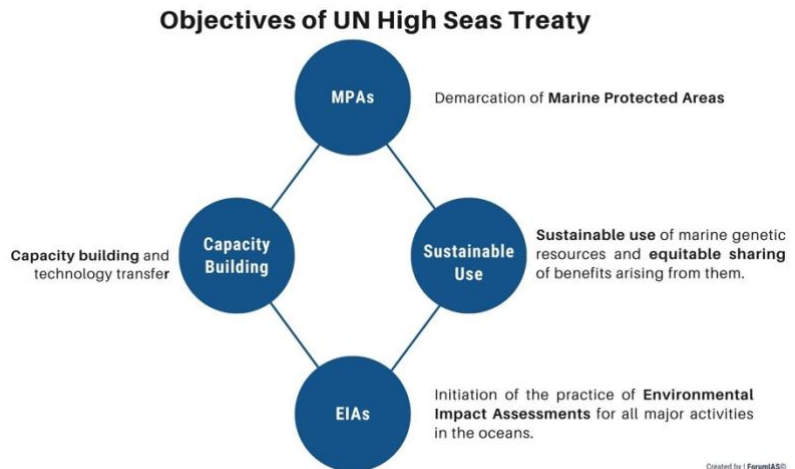 Objectives of UN High Seas Treaty
MPAs
Demarcation of Marine Protected Areas
Capacity
Building
Capacity building and
technology transfer
Sustainable
Use
Sustainable use of marine genetic
resources and equitable sharing
of benefits arising from them.
EIAs
Initiation of the practice of Environmental
Impact Assessments for all major activities
in the oceans.
Created by | ForumIAS©